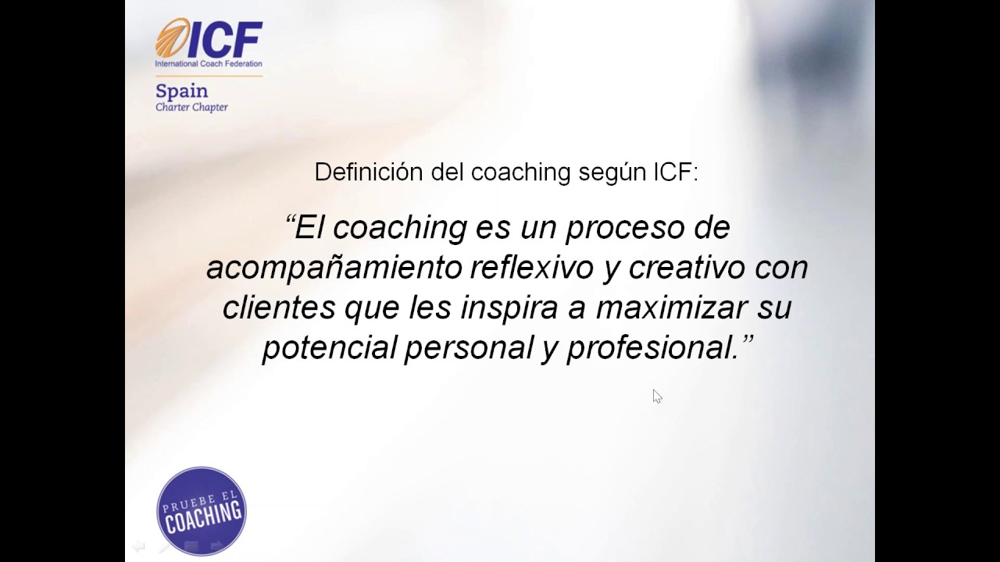 ICF
International Coach Federation
Spain
Charter Chapter
Definición del coaching según ICF:
“El coaching es un proceso de
acompañamiento reflexivo y creativo con
clientes que les inspira a maximizar su
potencial personal y profesional.”
PRUEBE EL
COACHING